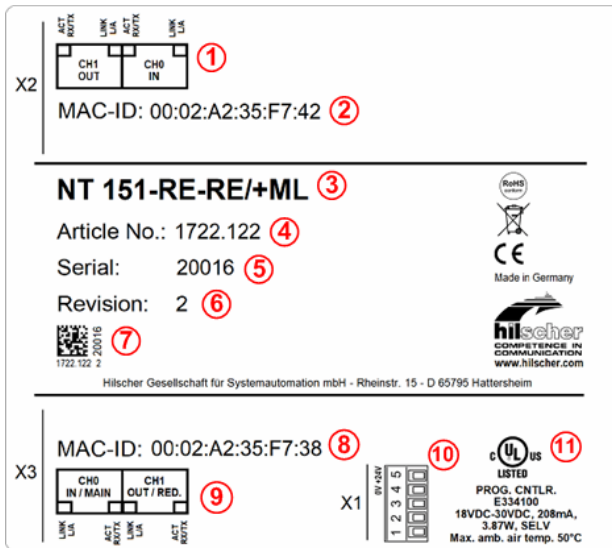 ACT
RX/TX
LINK
L/A
ACT
RX/TX
LINK
L/A
X2
CH1
OUT
CH0
IN
1
MAC-ID: 00:02:A2:35:F7:42 2
NT 151-RE-RE/+ML 3
Article No.: 1722.122 4
Serial: 20016 5
Revision: 2 6
7
20016
1722.122 2
RoHS
conform
CE
Made in Germany
hilscher
COMPETENCE IN
COMMUNICATION
www.hilscher.com
Hilscher Gesellschaft für Systemautomation mbH - Rheinstr. 15 - D 65795 Hattersheim
X3
MAC-ID: 00:02:A2:35:F7:38 8
CH0
IN / MAIN
CH1
OUT / RED.
9
LINK
L/A
ACT
RX/TX
LINK
L/A
ACT
RX/TX
X1
0V +24V
1 2 3 4 5
10
C UL US
LISTED
11
PROG. CNTLR.
E334100
18VDC-30VDC, 208mA,
3.87W, SELV
Max. amb. air temp. 50°C